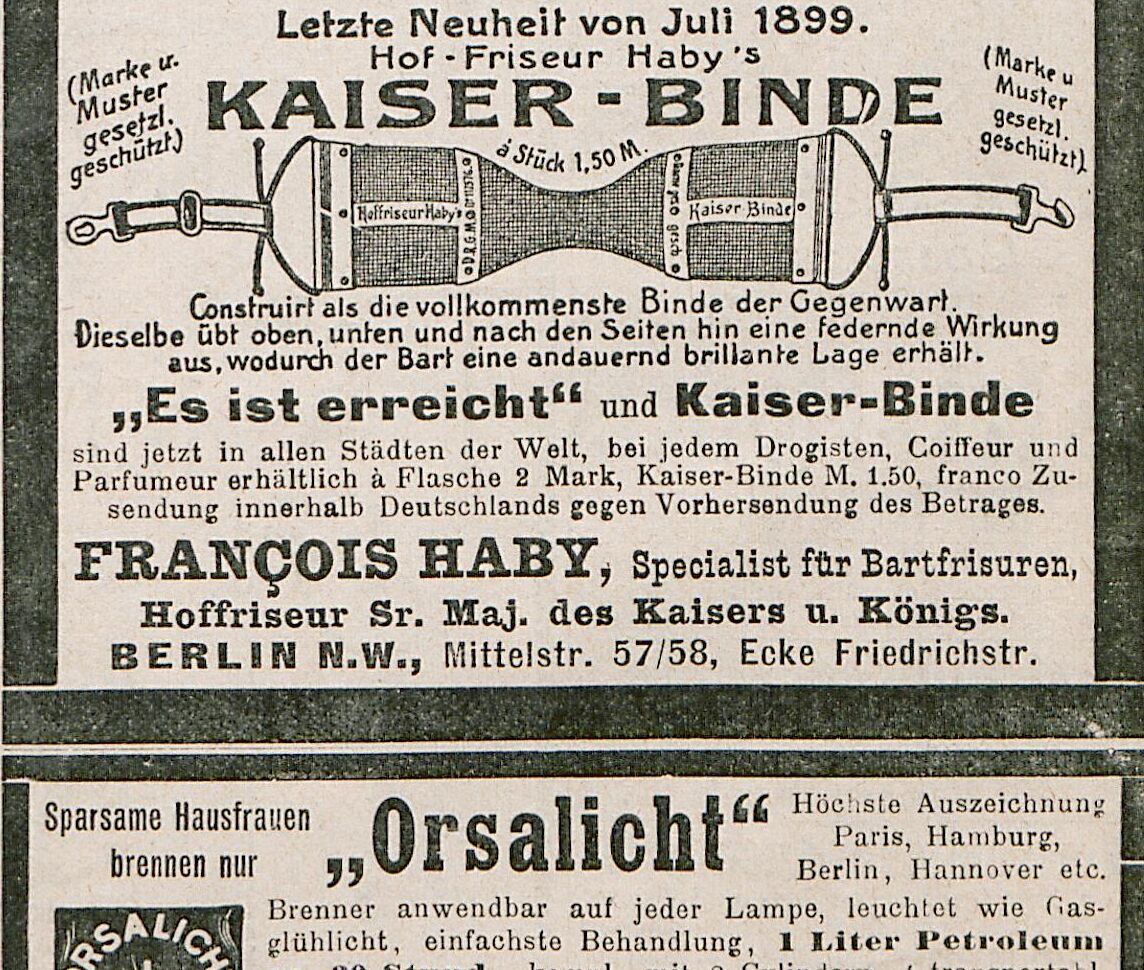 Letzte Neuheit von Juli 1899.
Hof-Friseur Haby's
(Marke u.
Muster
gesetzl.
geschützt)
KAISER-BINDE
(Marke u
Muster
gesetzl.
geschützt).
à Stück 1,50 M.
Hoffriseur Haby's
D.R.G.M.
Kaiser Binde
gesch
Construirt als die vollkommenste Binde der Gegenwart.
Dieselbe übt oben, unten und nach den Seiten hin eine federnde Wirkung
aus, wodurch der Bart eine andauernd brillante Lage erhält.
„Es ist erreicht“ und Kaiser-Binde
sind jetzt in allen Städten der Welt, bei jedem Drogisten, Coiffeur und
Parfumeur erhältlich à Flasche 2 Mark, Kaiser-Binde M. 1.50, franco Zu-
sendung innerhalb Deutschlands gegen Vorhersendung des Betrages.
FRANÇOIS HABY, Specialist für Bartfrisuren,
Hoffriseur Sr. Maj. des Kaisers u. Königs.
BERLIN N.W., Mittelstr. 57/58, Ecke Friedrichstr.
Sparsame Hausfrauen
brennen nur
„Orsalicht“
Höchste Auszeichnung
Paris, Hamburg,
Berlin, Hannover etc.
ORSALICH
Brenner anwendbar auf jeder Lampe, leuchtet wie Gas-
glühlicht, einfachste Behandlung, 1 Liter Petroleum